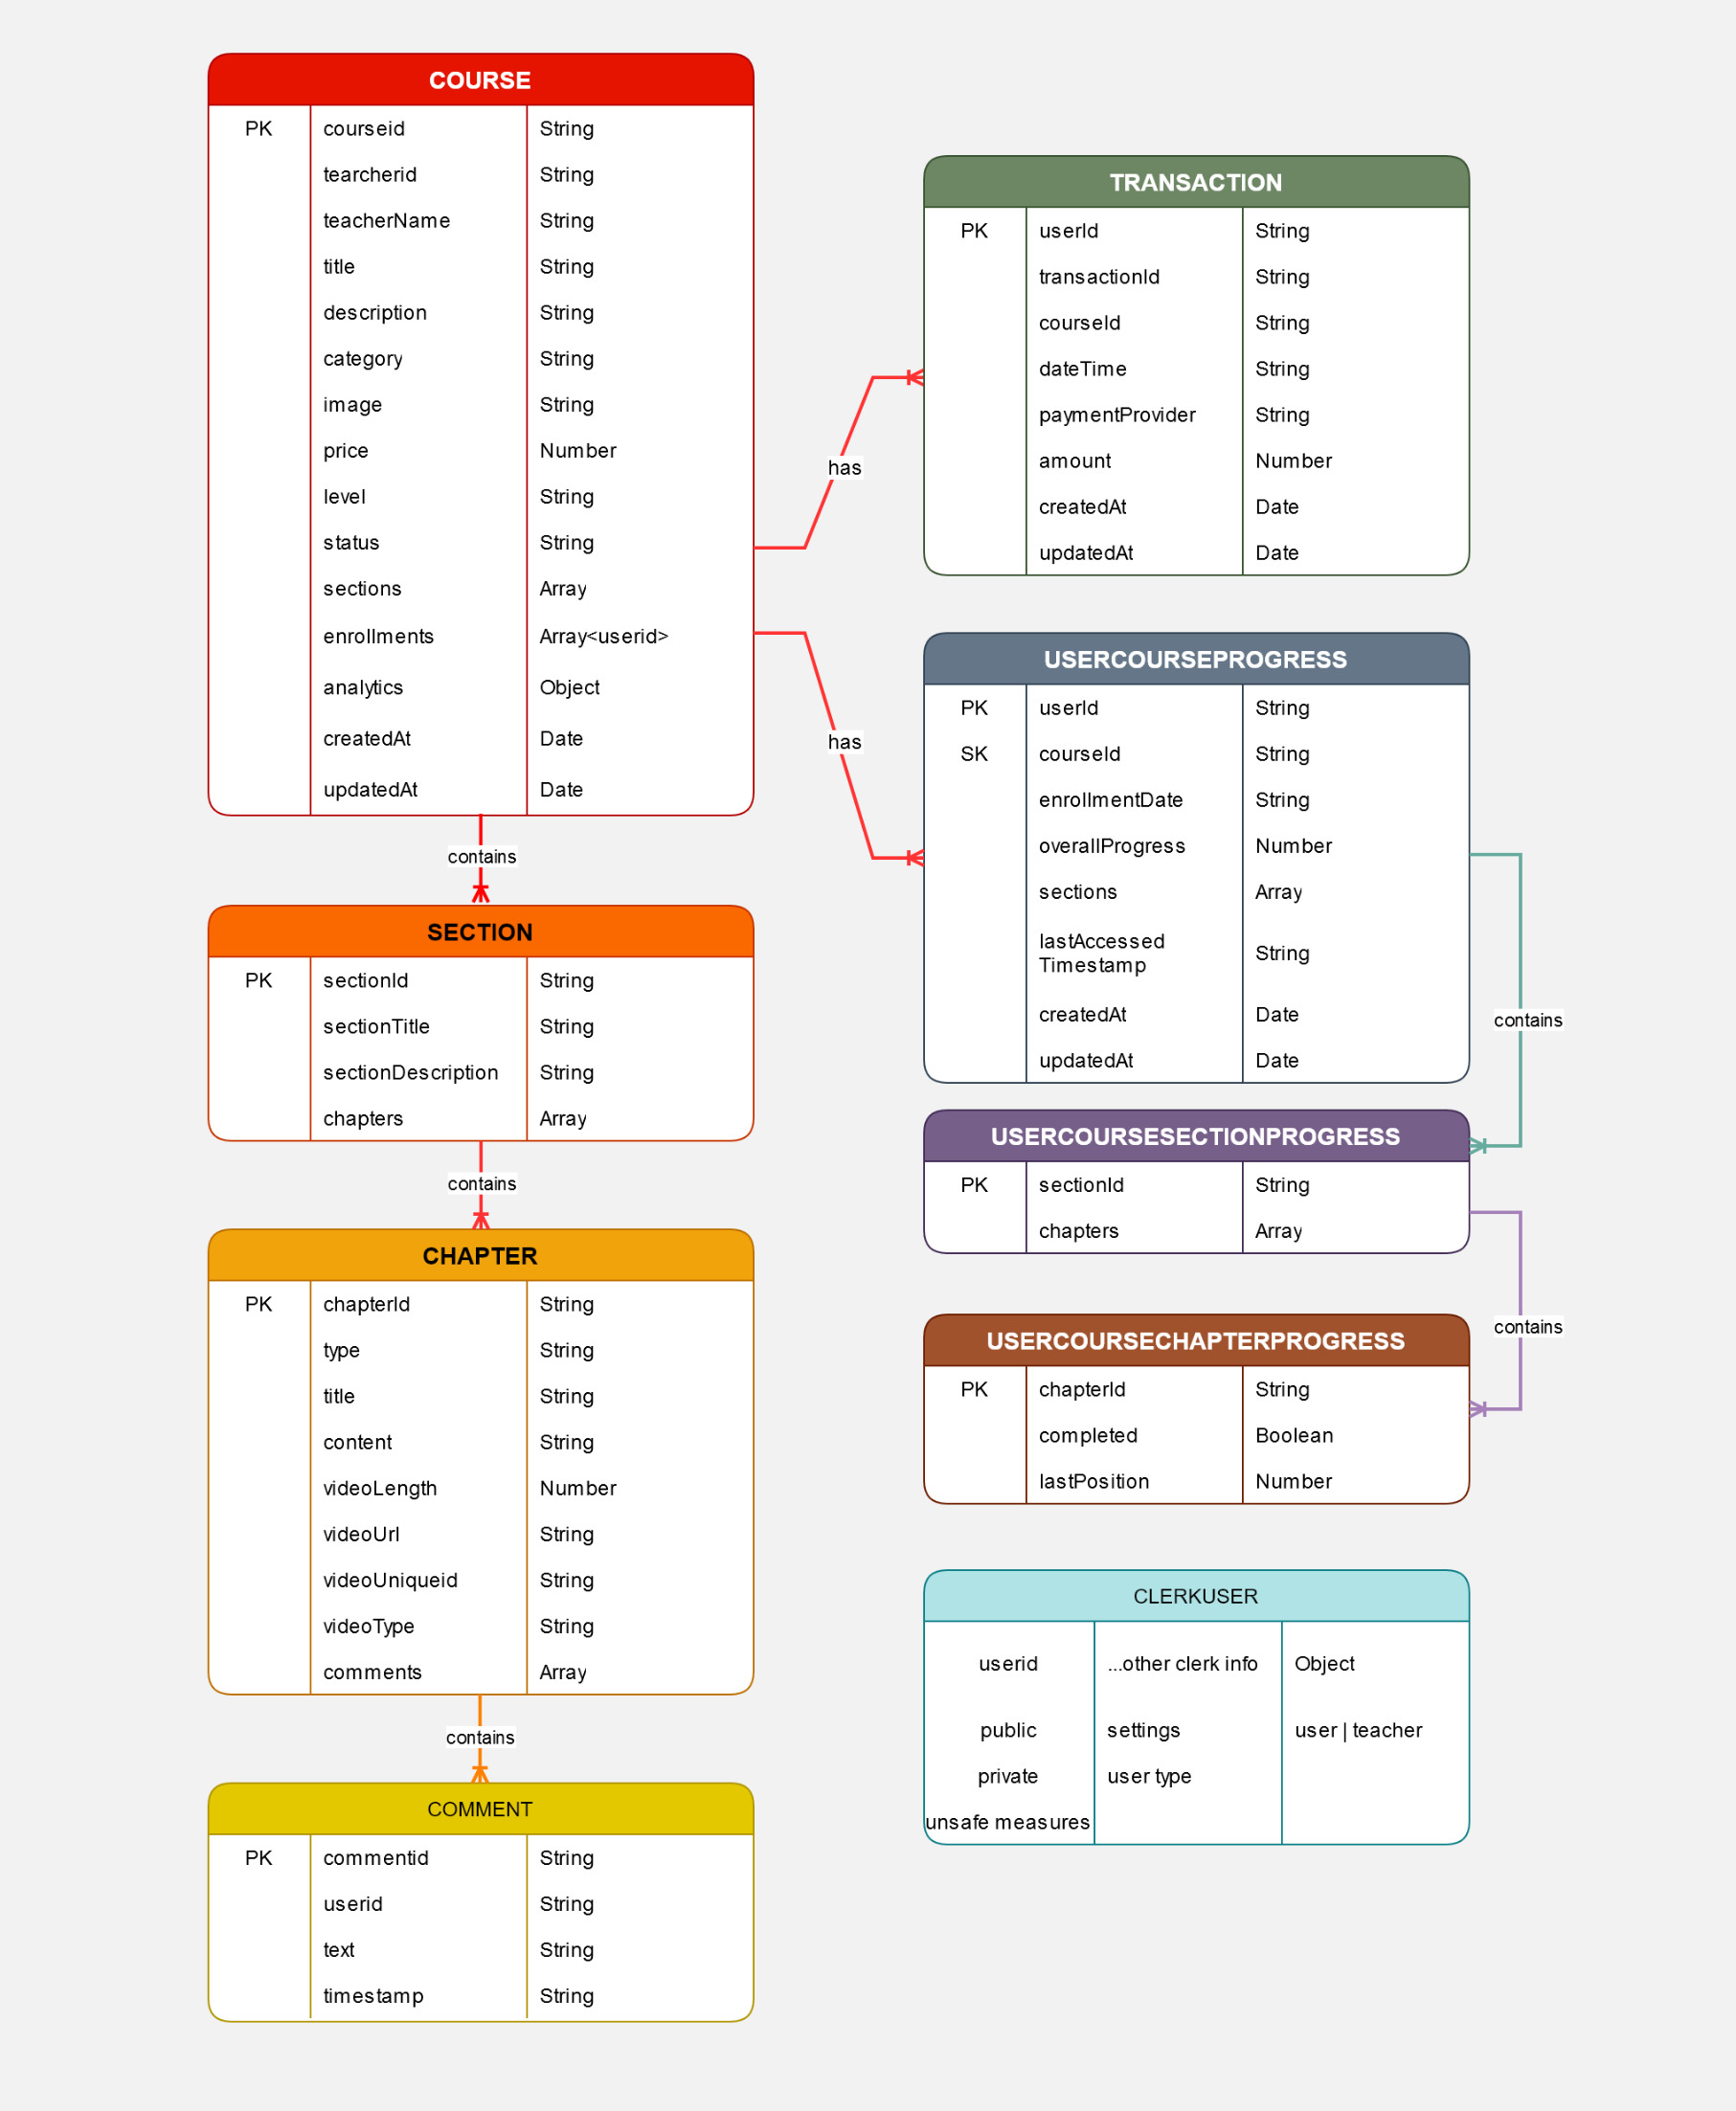 COURSE
PK courseid String
tearcherid String
teacherName String
title String
description String
category String
image String
price Number
level String
status String
sections Array
enrollments Array<userid>
analytics Object
createdAt Date
updatedAt Date
contains
SECTION
PK sectionId String
sectionTitle String
sectionDescription String
chapters Array
contains
CHAPTER
PK chapterId String
type String
title String
content String
videoLength Number
videoUrl String
videoUniqueid String
videoType String
comments Array
contains
COMMENT
PK commentid String
userid String
text String
timestamp String
has
has
TRANSACTION
PK userId String
transactionId String
courseId String
dateTime String
paymentProvider String
amount Number
createdAt Date
updatedAt Date
USERCOURSEPROGRESS
PK userId String
SK courseId String
enrollmentDate String
overallProgress Number
sections Array
lastAccessed
Timestamp String
createdAt Date
updatedAt Date
contains
USERCOURSESECTIONPROGRESS
PK sectionId String
chapters Array
contains
USERCOURSECHAPTERPROGRESS
PK chapterId String
completed Boolean
lastPosition Number
CLERKUSER
userid ...other clerk info Object
public settings user | teacher
private user type
unsafe measures